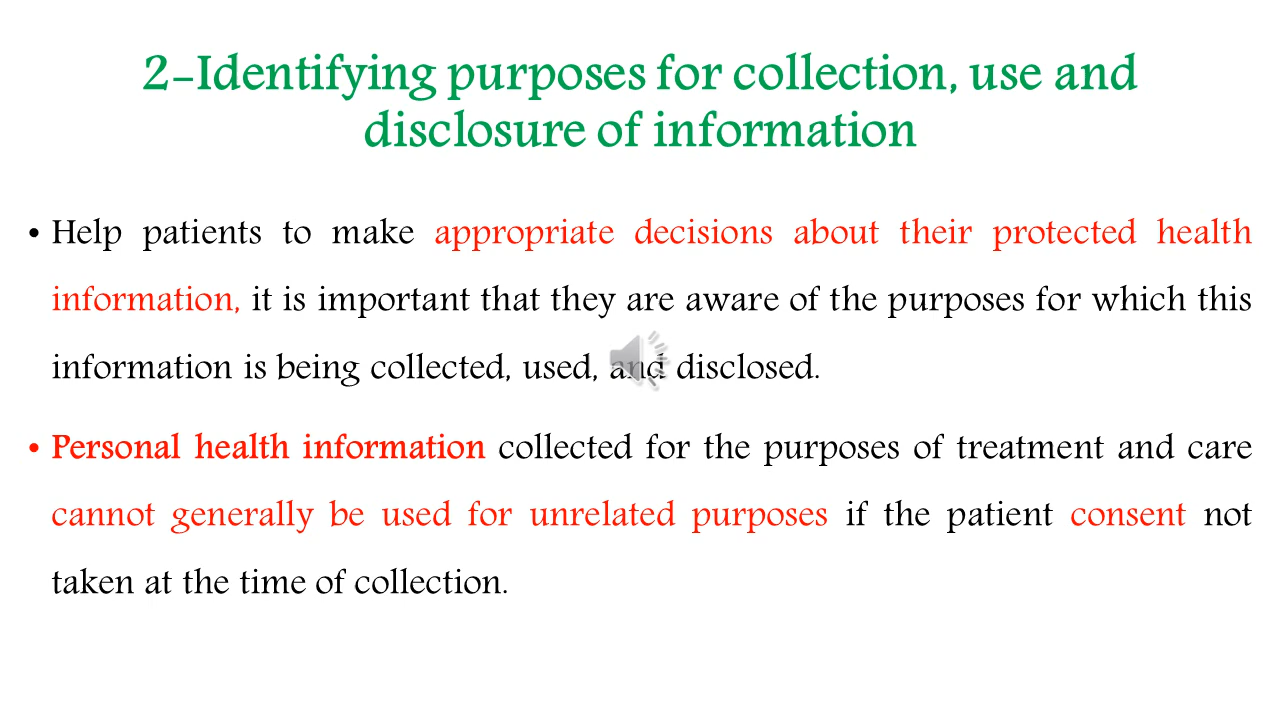 2-Identifying purposes for collection, use and
disclosure of information
• Help patients to make appropriate decisions about their protected health
information, it is important that they are aware of the purposes for which this
information is being collected, used, and disclosed.
• Personal health information collected for the purposes of treatment and care
cannot generally be used for unrelated purposes if the patient consent not
taken at the time of collection.